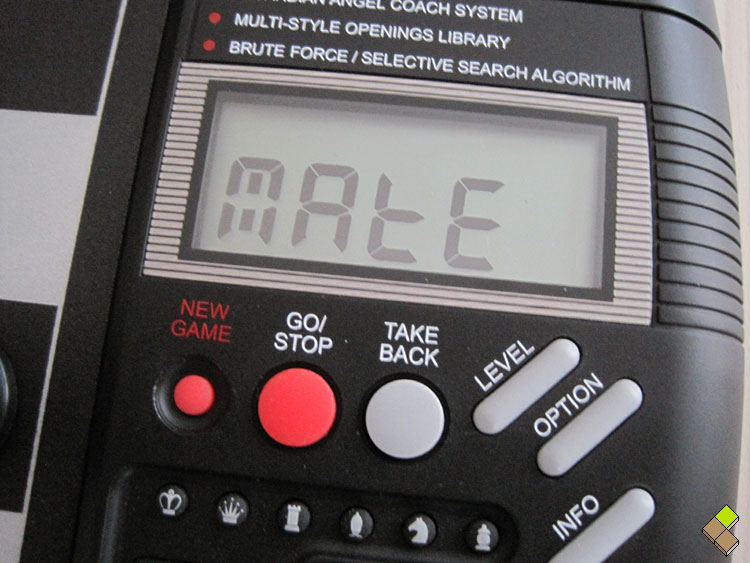 ANGEL COACH SYSTEM
MULTI-STYLE OPENINGS LIBRARY
BRUTE FORCE / SELECTIVE SEARCH ALGORITHM
MAtE
NEW
GAME
GO/
STOP
TAKE
BACK
LEVEL
OPTION
INFO